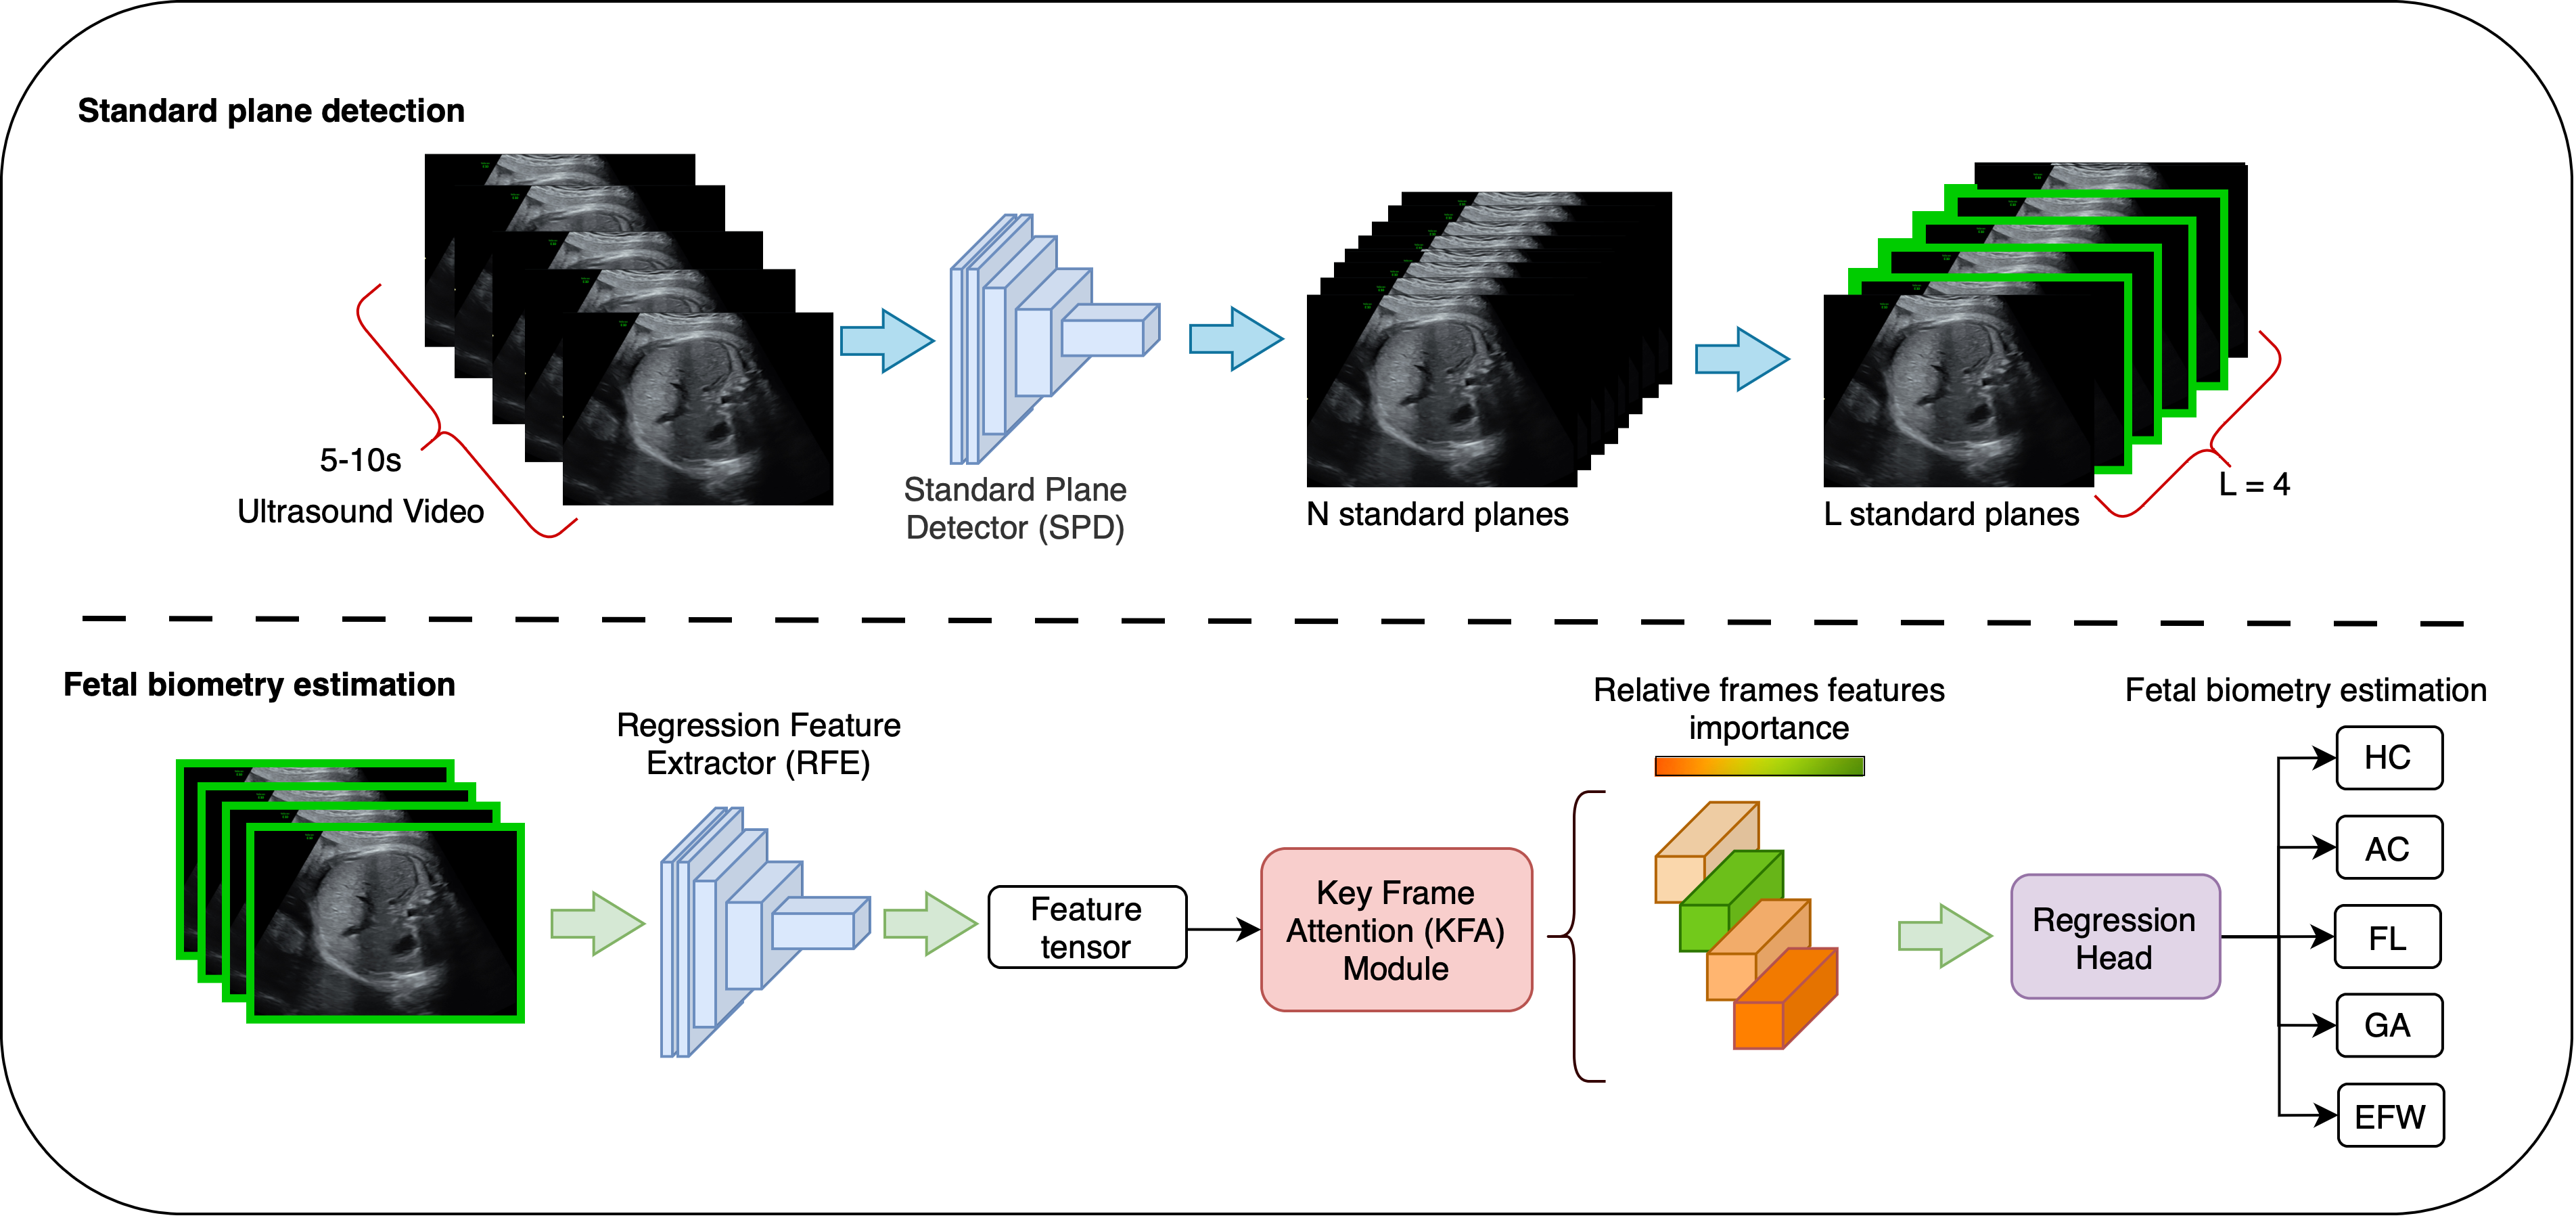 Standard plane detection
5-10s
Ultrasound Video
Standard Plane
Detector (SPD)
N standard planes
L standard planes
L = 4
Fetal biometry estimation
Regression Feature
Extractor (RFE)
Feature
tensor
Key Frame
Attention (KFA)
Module
Relative frames features
importance
Regression
Head
Fetal biometry estimation
HC
AC
FL
GA
EFW